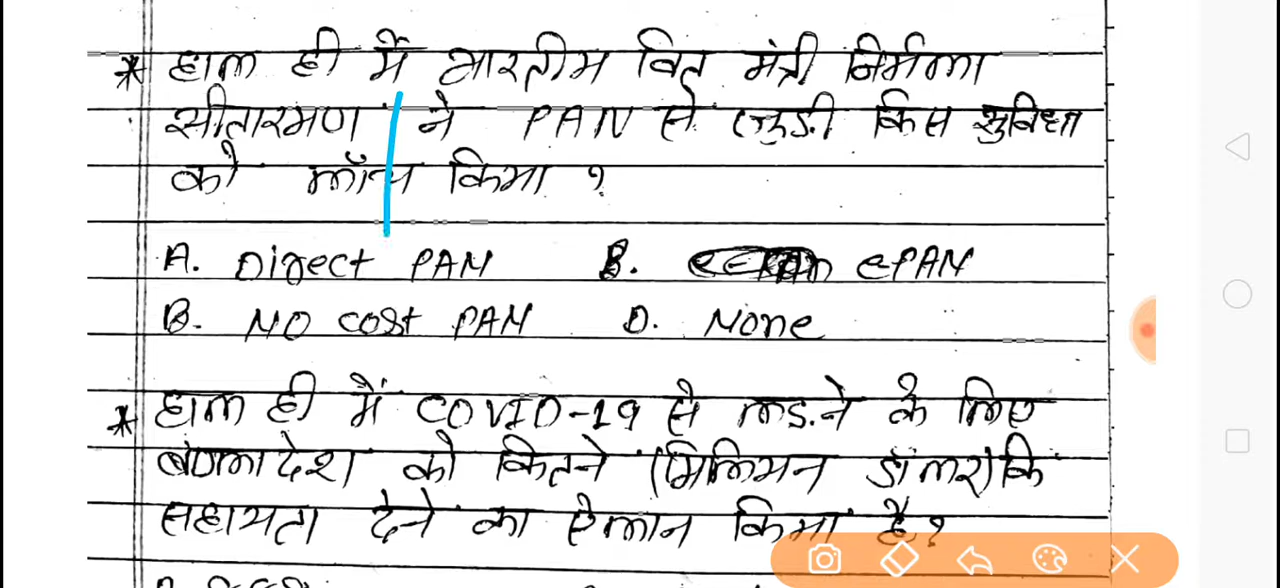 * हाल ही में भारतीय वित मंत्री निर्मला
सीतारमण ने PAN से जुडी किस सुविधा
को लॉन्च किया ?
A. Direct PAN B. ePAN
B. NO cost PAN D. None
* हाल ही में COVID-19 से लड.ने के लिए
बंगलादेश को कितने (मिलियन डॉलर) कि
सहायता देने का ऐलान किया है ?